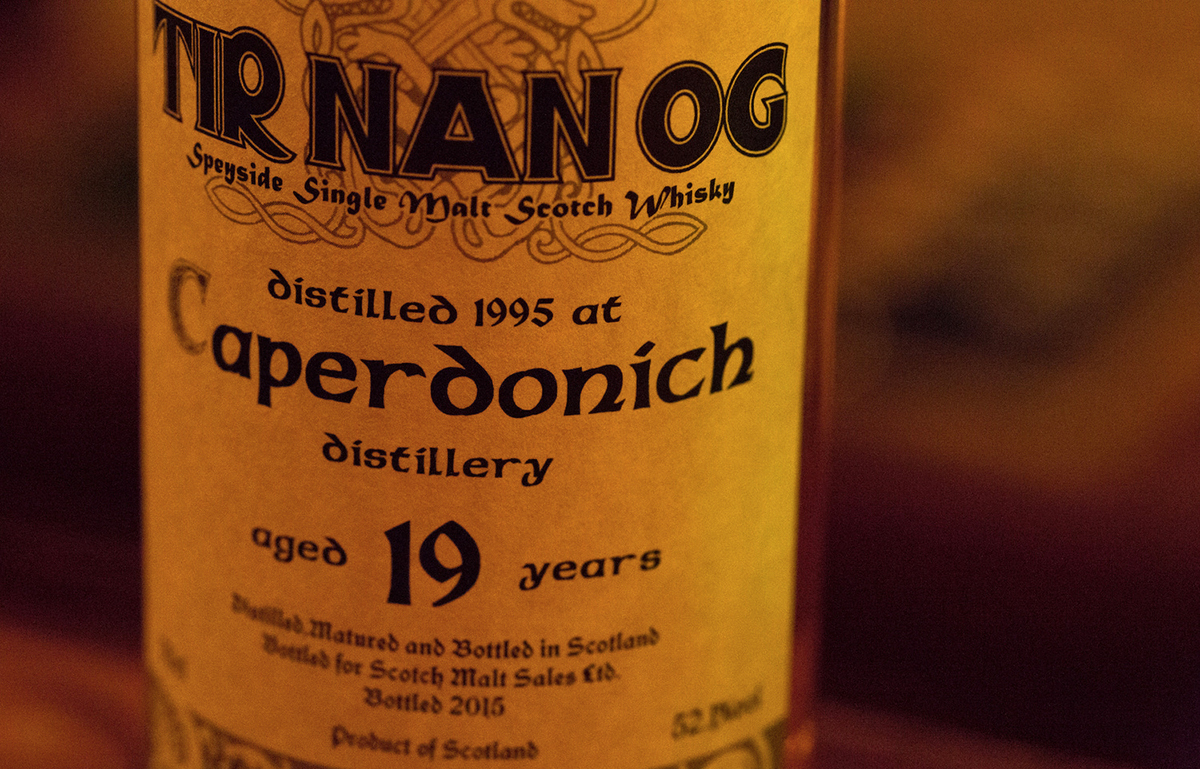 TIR NAN OG
Speyside Single Malt Scotch Whisky
distilled 1995 at
Caperdonich
distillery
aged 19 years
Distilled, Matured and Bottled in Scotland
Bottled for Scotch Malt Sales Ltd.
Bottled 2015
52.1%vol
Product of Scotland